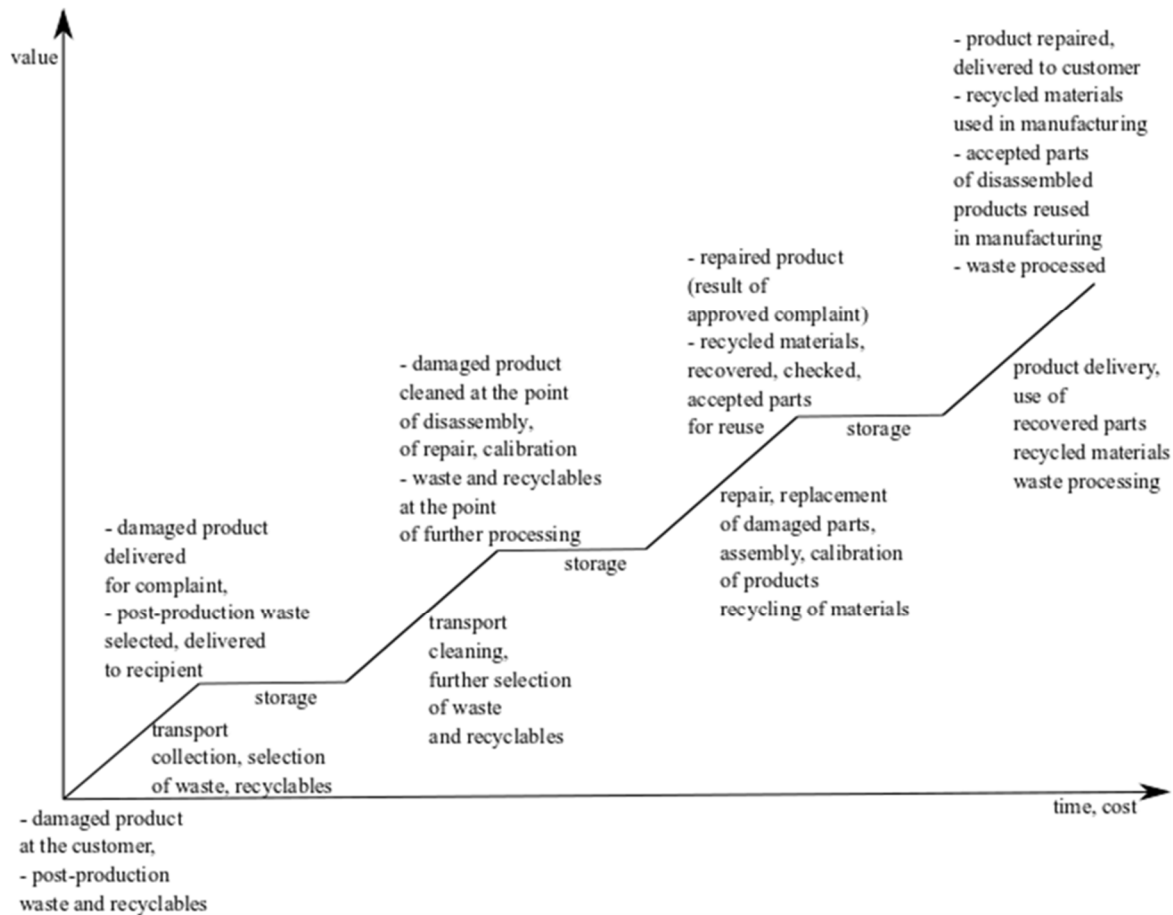 value
- product repaired,
delivered to customer
- recycled materials
used in manufacturing
- accepted parts
of disassembled
products reused
in manufacturing
- waste processed
- repaired product
(result of
approved complaint)
- recycled materials,
recovered, checked,
accepted parts
for reuse
storage
product delivery,
use of
recovered parts
recycled materials
waste processing
- damaged product
cleaned at the point
of disassembly,
of repair, calibration
- waste and recyclables
at the point
of further processing
storage
repair, replacement
of damaged parts,
assembly, calibration
of products
recycling of materials
- damaged product
delivered
for complaint,
- post-production waste
selected, delivered
to recipient
storage
transport
cleaning,
further selection
of waste
and recyclables
transport
collection, selection
of waste, recyclables
time, cost
- damaged product
at the customer,
- post-production
waste and recyclables